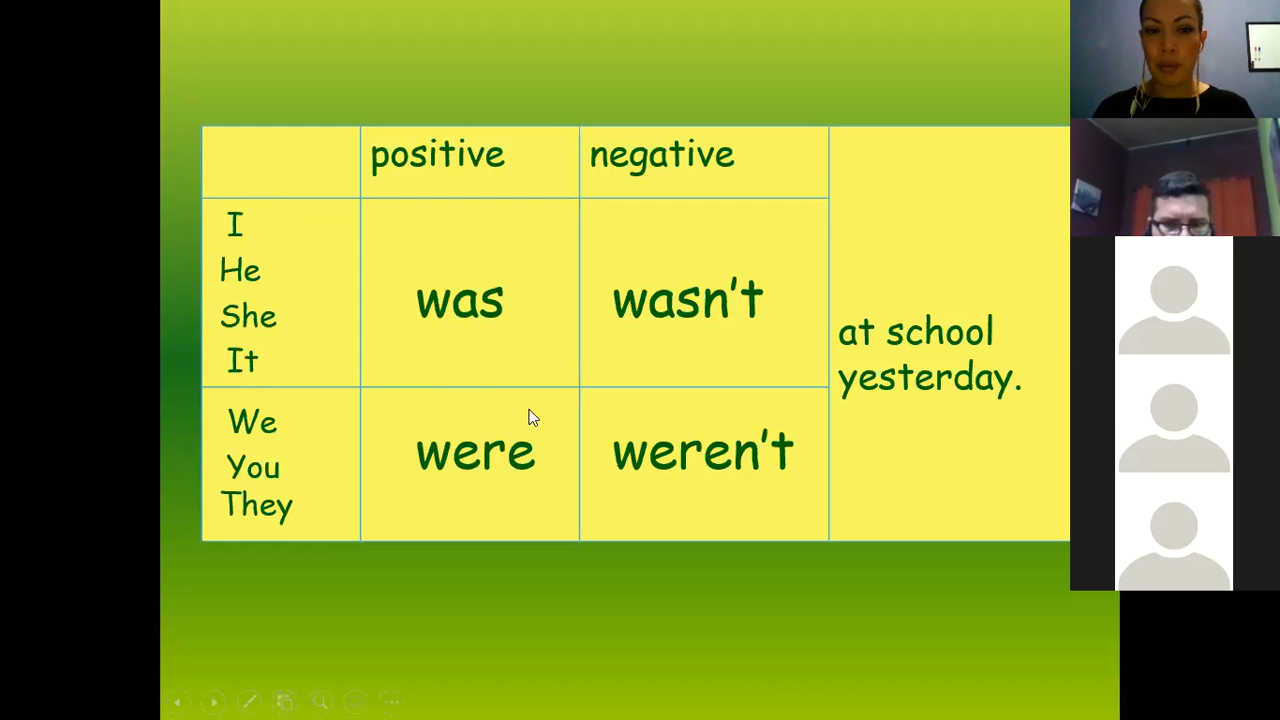 positive negative
I
He
She
It
was wasn't
at school
yesterday.
We
You
They
were weren't